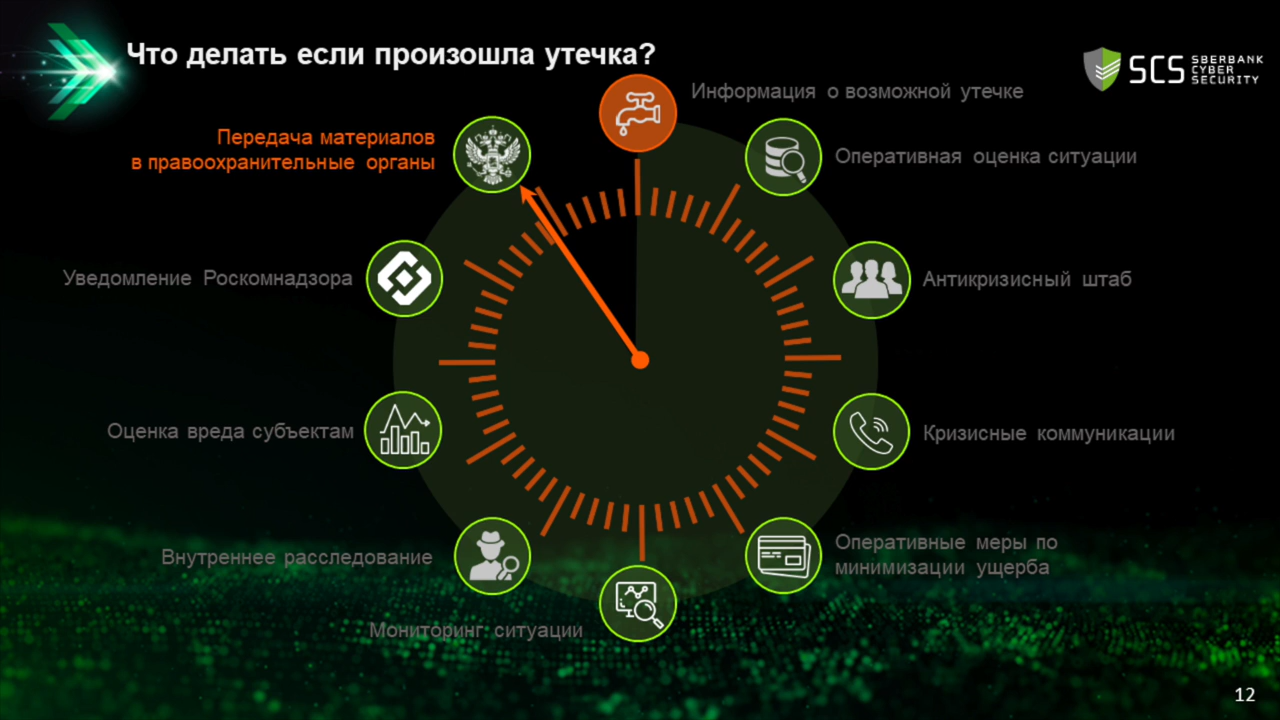 Что делать если произошла утечка?
SCS SBERBANK
CYBER
SECURITY
Информация о возможной утечке
Оперативная оценка ситуации
Антикризисный штаб
Кризисные коммуникации
Оперативные меры по
минимизации ущерба
Мониторинг ситуации
Внутреннее расследование
Оценка вреда субъектам
Уведомление Роскомнадзора
Передача материалов
в правоохранительные органы
12